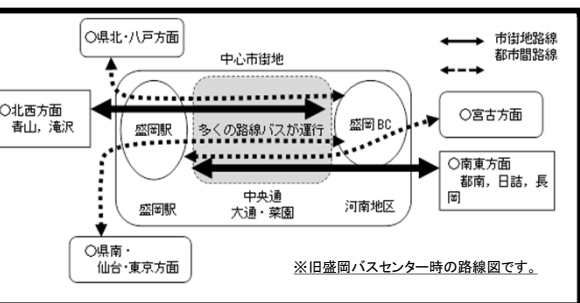 ○県北・八戸方面
中心市街地
市街地路線
都市間路線
○北西方面
青山，滝沢
盛岡駅
多くの路線バスが運行
盛岡BC
○宮古方面
○南東方面
都南，日詰，長
岡
盛岡駅
中央通
大通・菜園
河南地区
○県南・
仙台・東京方面
※旧盛岡バスセンター時の路線図です。